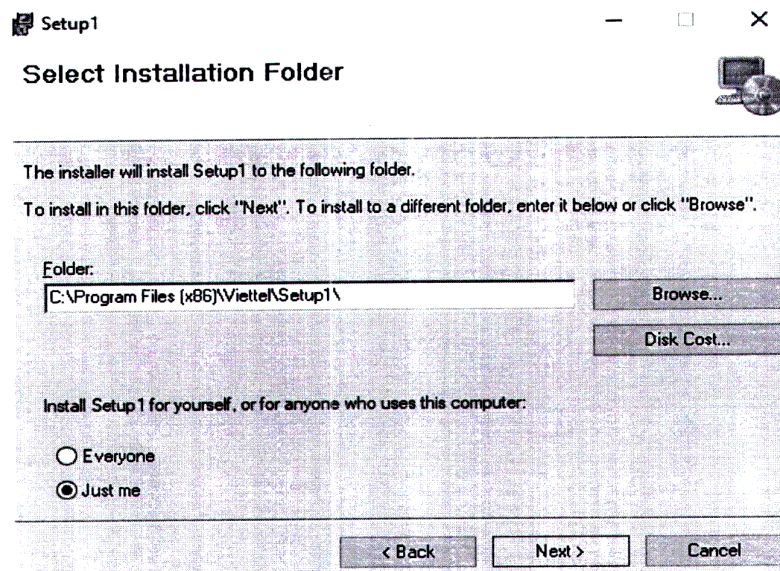 Setup1
Select Installation Folder
The installer will install Setup1 to the following folder.
To install in this folder, click "Next". To install to a different folder, enter it below or click "Browse".
Folder:
C:\Program Files (x86)\Viettel\Setup1\
Browse...
Disk Cost...
Install Setup1 for yourself, or for anyone who uses this computer:
Everyone
Just me
< Back
Next >
Cancel